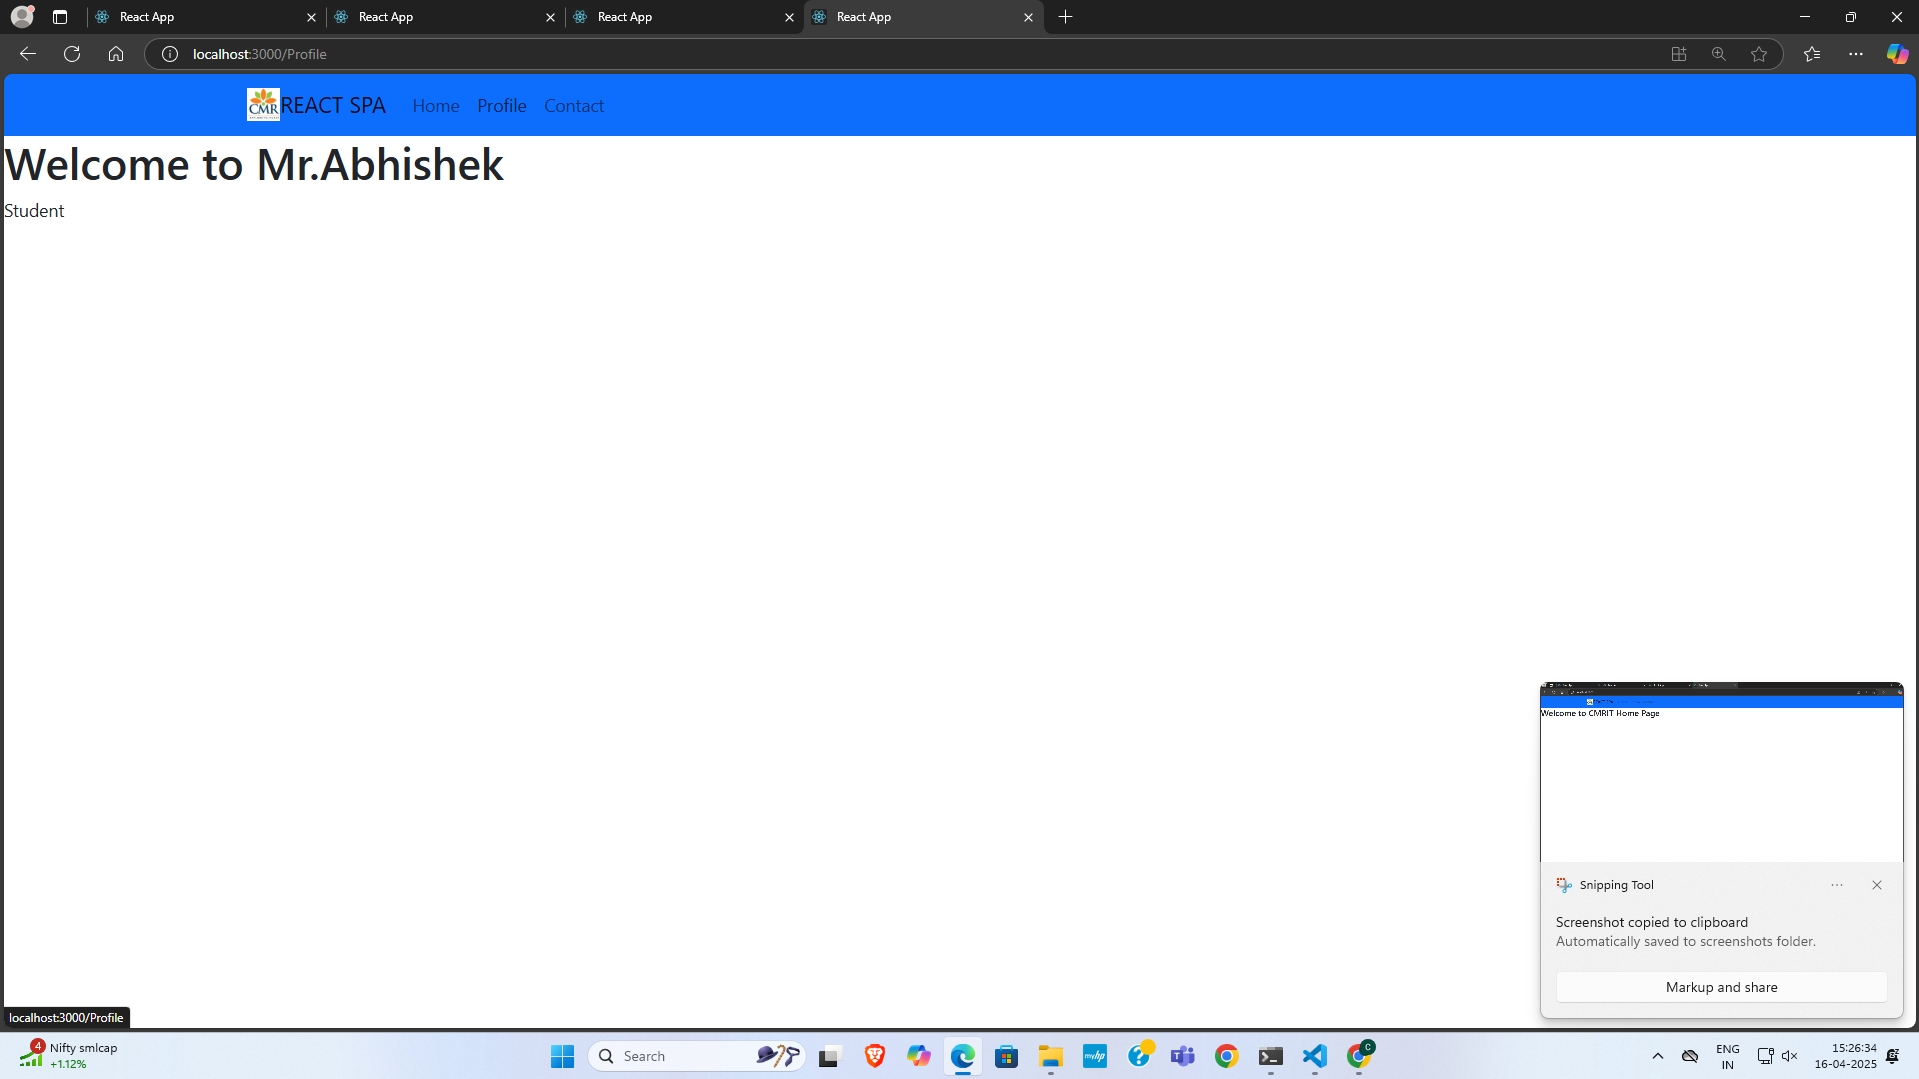 React App
React App
React App
React App
localhost:3000/Profile
CMR
REACT SPA
Home
Profile
Contact
Welcome to Mr.Abhishek
Student
Welcome to CMRIT Home Page
Snipping Tool
Screenshot copied to clipboard
Automatically saved to screenshots folder.
Markup and share
localhost:3000/Profile
4
Nifty smlcap
+1.12%
Search
myhp
C
ENG
IN
15:26:34
16-04-2025